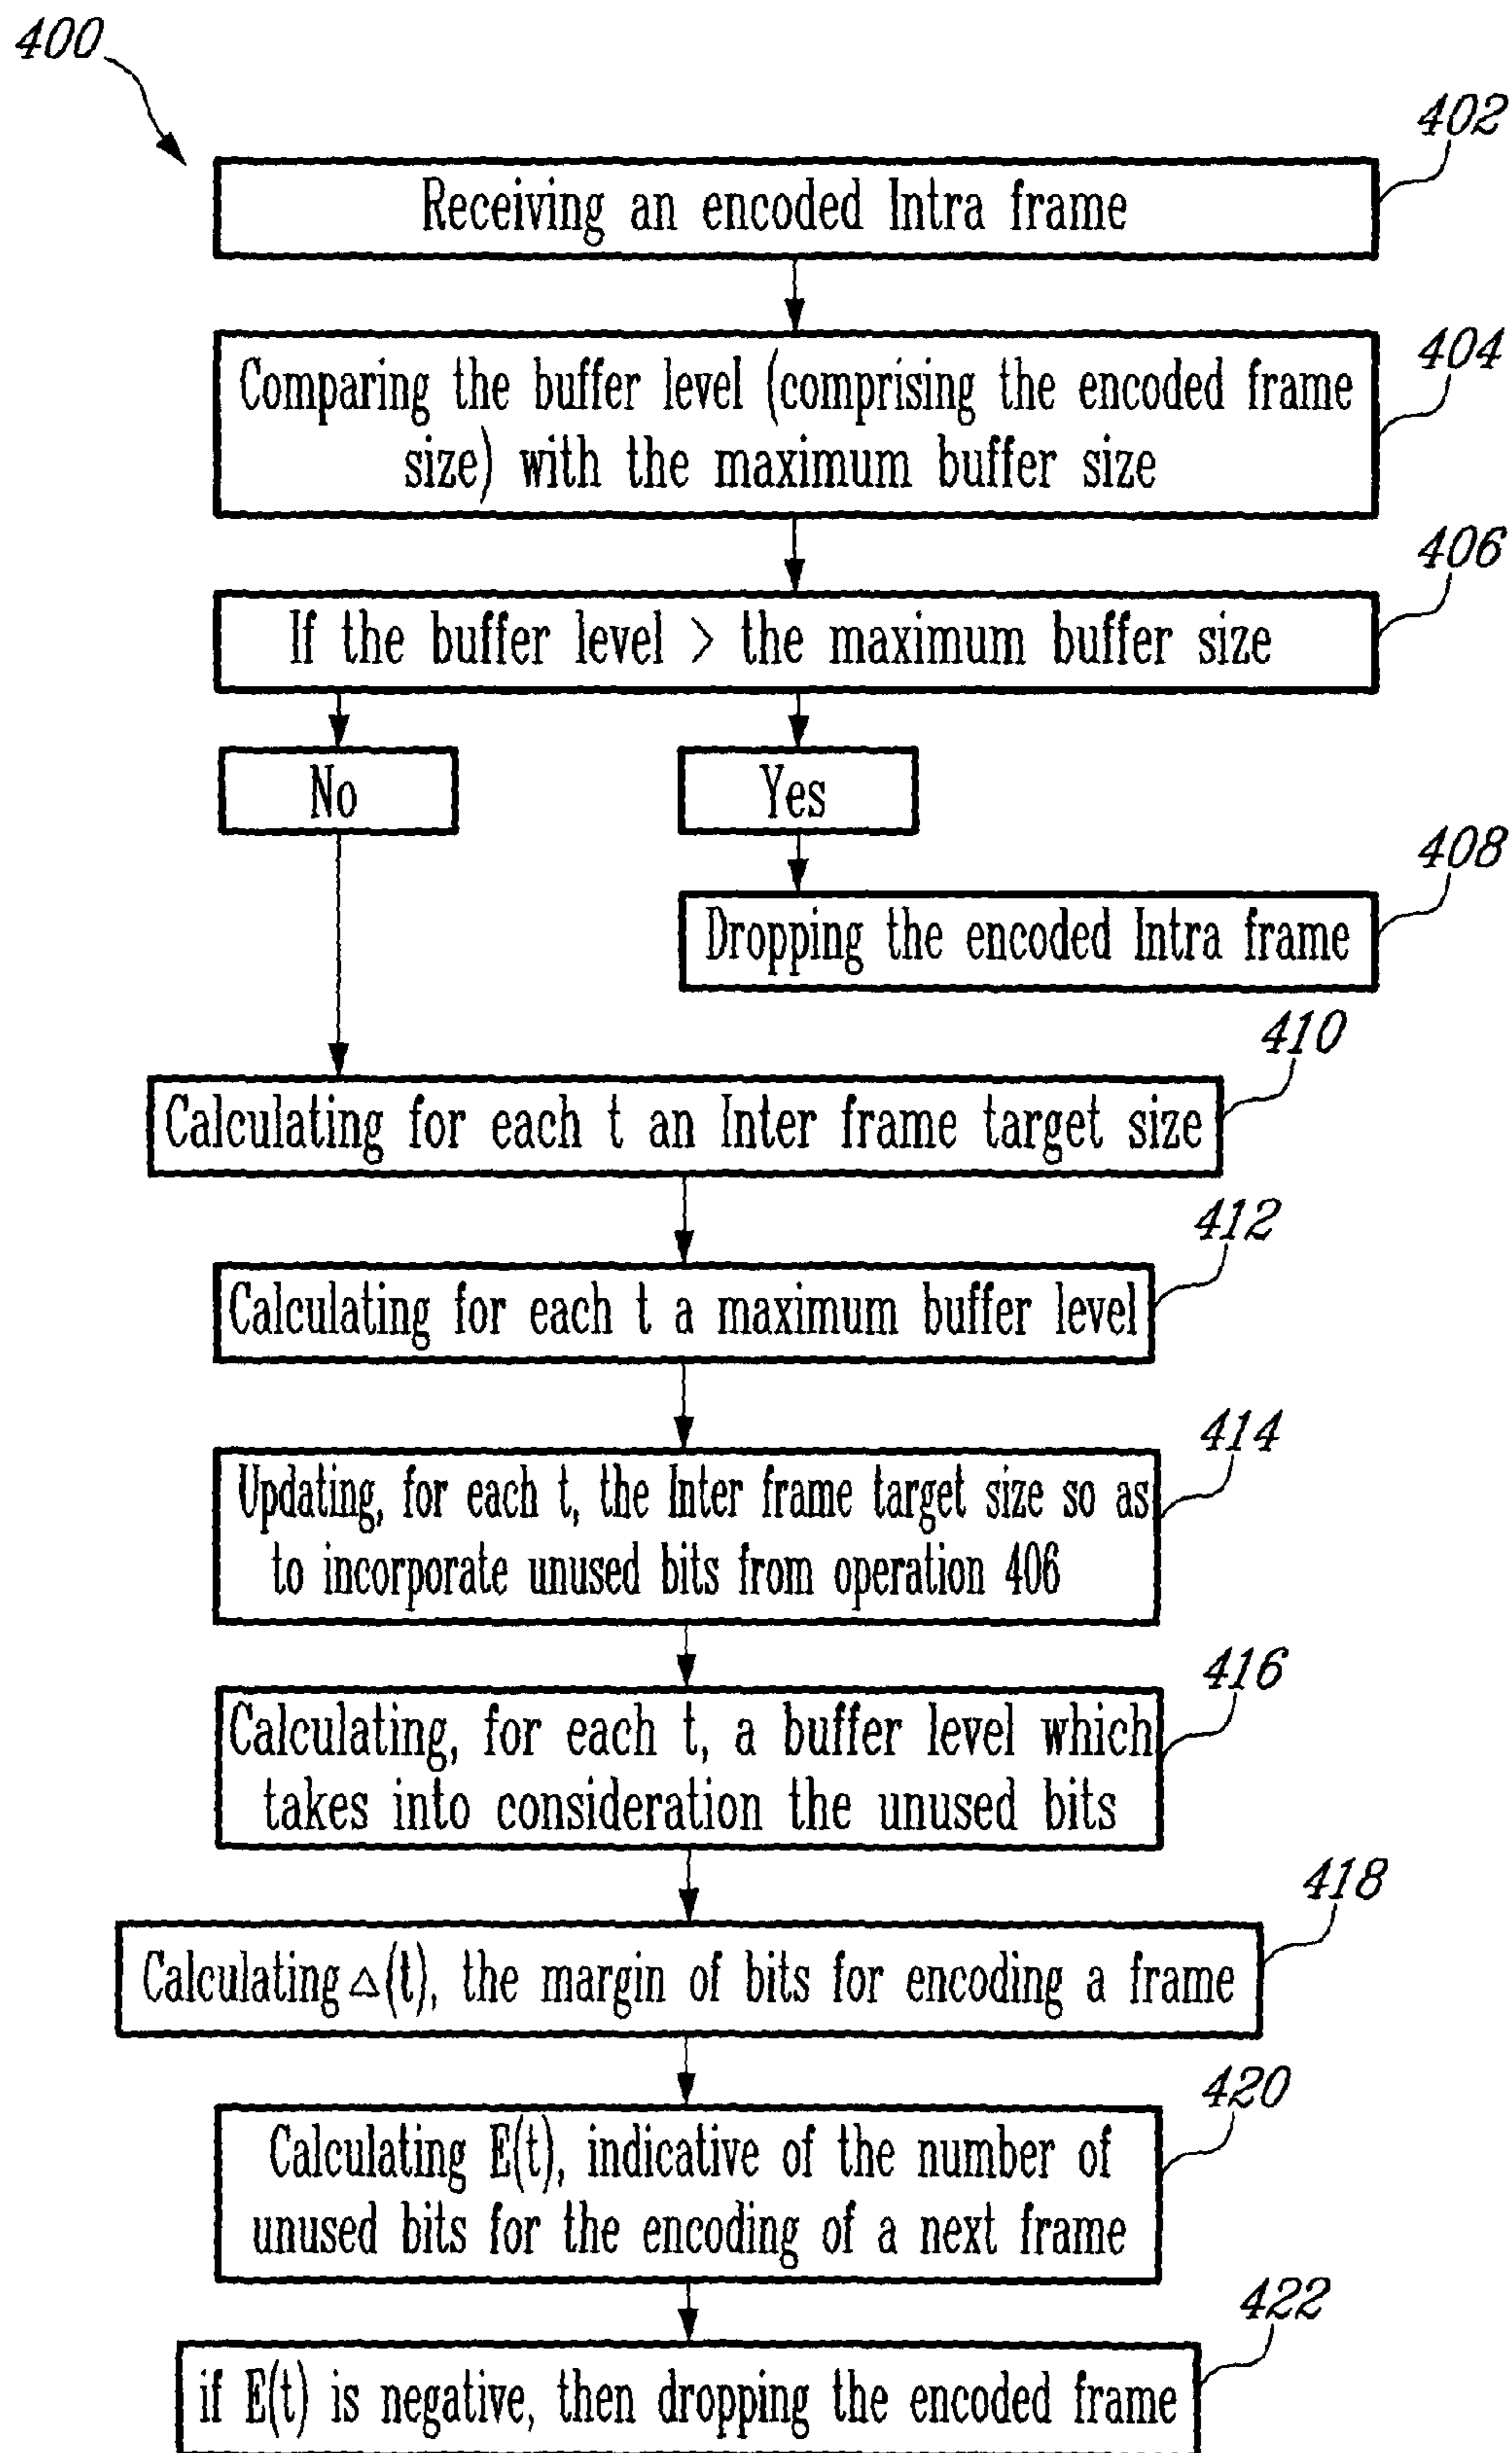 400
402
Receiving an encoded Intra frame
404
Comparing the buffer level (comprising the encoded frame
size) with the maximum buffer size
406
If the buffer level > the maximum buffer size
No
Yes
408
Dropping the encoded Intra frame
410
Calculating for each t an Inter frame target size
412
Calculating for each t a maximum buffer level
414
Updating, for each t, the Inter frame target size so as
to incorporate unused bits from operation 406
416
Calculating, for each t, a buffer level which
takes into consideration the unused bits
418
Calculating △(t), the margin of bits for encoding a frame
420
Calculating E(t), indicative of the number of
unused bits for the encoding of a next frame
422
if E(t) is negative, then dropping the encoded frame